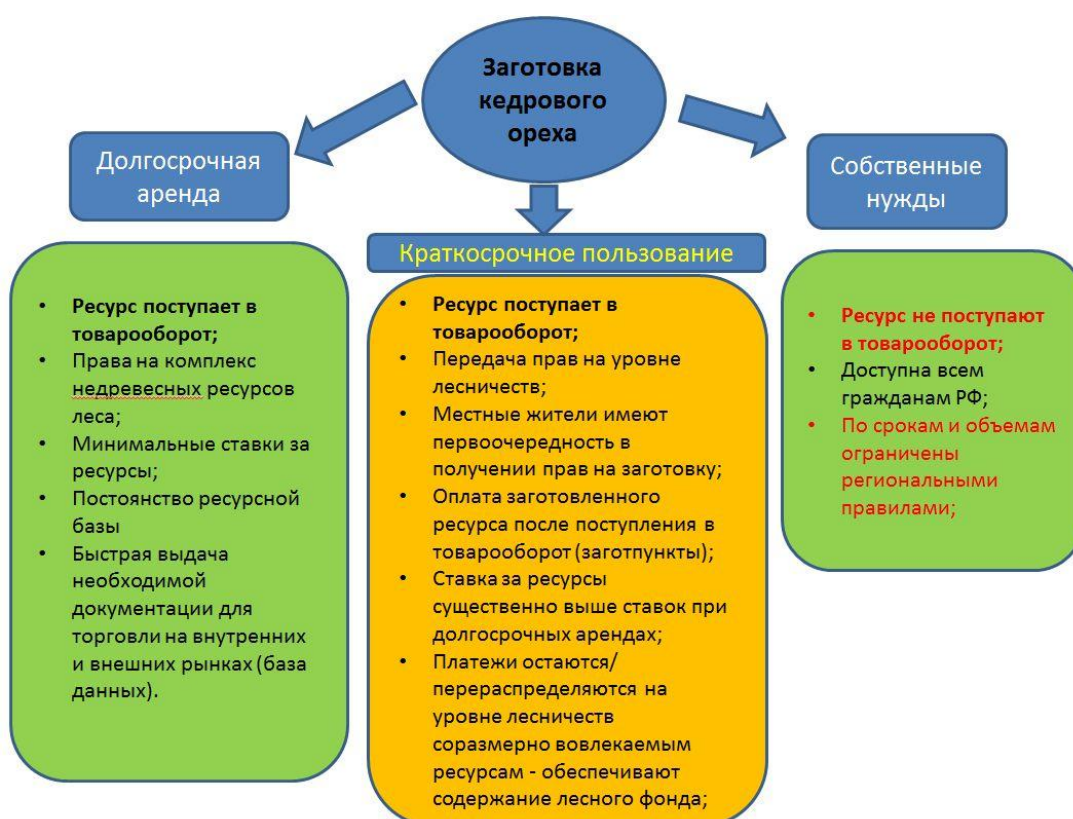 Заготовка
кедрового
ореха
Долгосрочная
аренда
• Ресурс поступает в
товарооборот;
• Права на комплекс
недревесных ресурсов
леса;
• Минимальные ставки за
ресурсы;
• Постоянство ресурсной
базы
• Быстрая выдача
необходимой
документации для
торговли на внутренних
и внешних рынках (база
данных).
Краткосрочное пользование
• Ресурс поступает в
товарооборот;
• Передача прав на уровне
лесничеств;
• Местные жители имеют
первоочередность в
получении прав на заготовку;
• Оплата заготовленного
ресурса после поступления в
товарооборот (заготпункты);
• Ставка за ресурсы
существенно выше ставок при
долгосрочных арендах;
• Платежи остаются/
перераспределяются на
уровне лесничеств
соразмерно вовлекаемым
ресурсам - обеспечивают
содержание лесного фонда;
Собственные
нужды
• Ресурс не поступают
в товарооборот;
• Доступна всем
гражданам РФ;
• По срокам и объемам
ограничены
региональными
правилами;